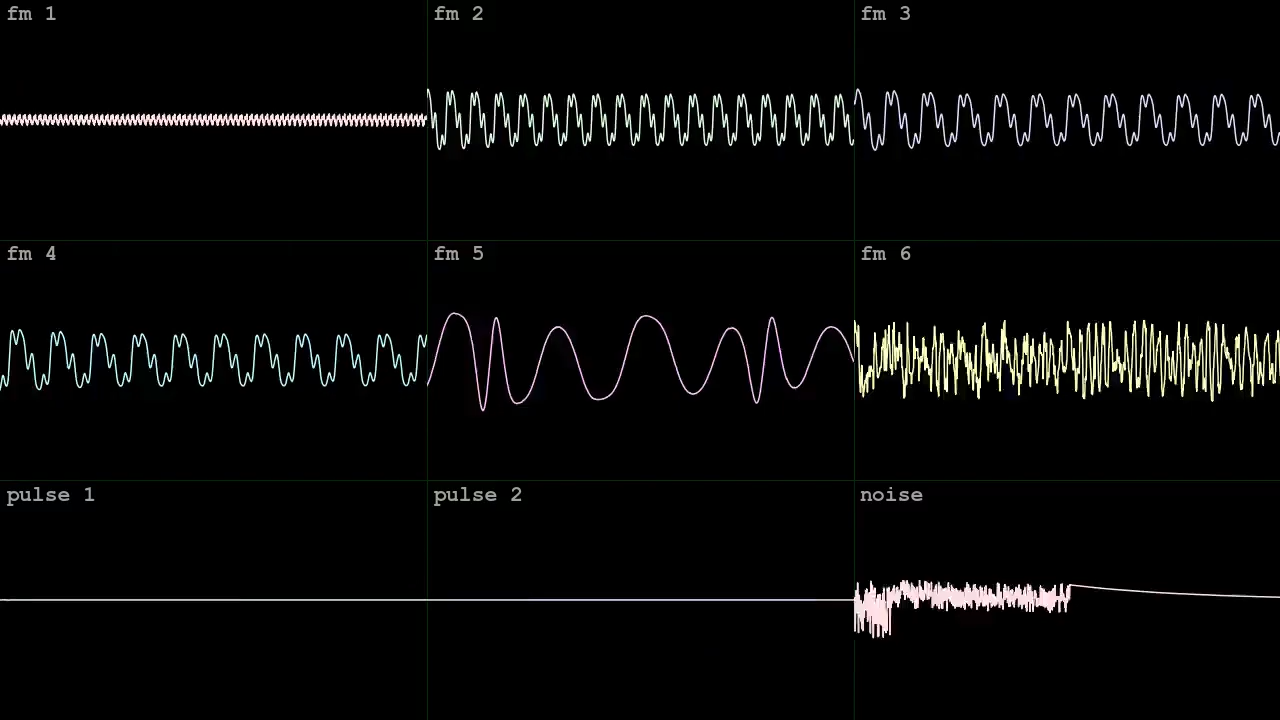 fm 1
fm 2
fm 3
fm 4
fm 5
fm 6
pulse 1
pulse 2
noise